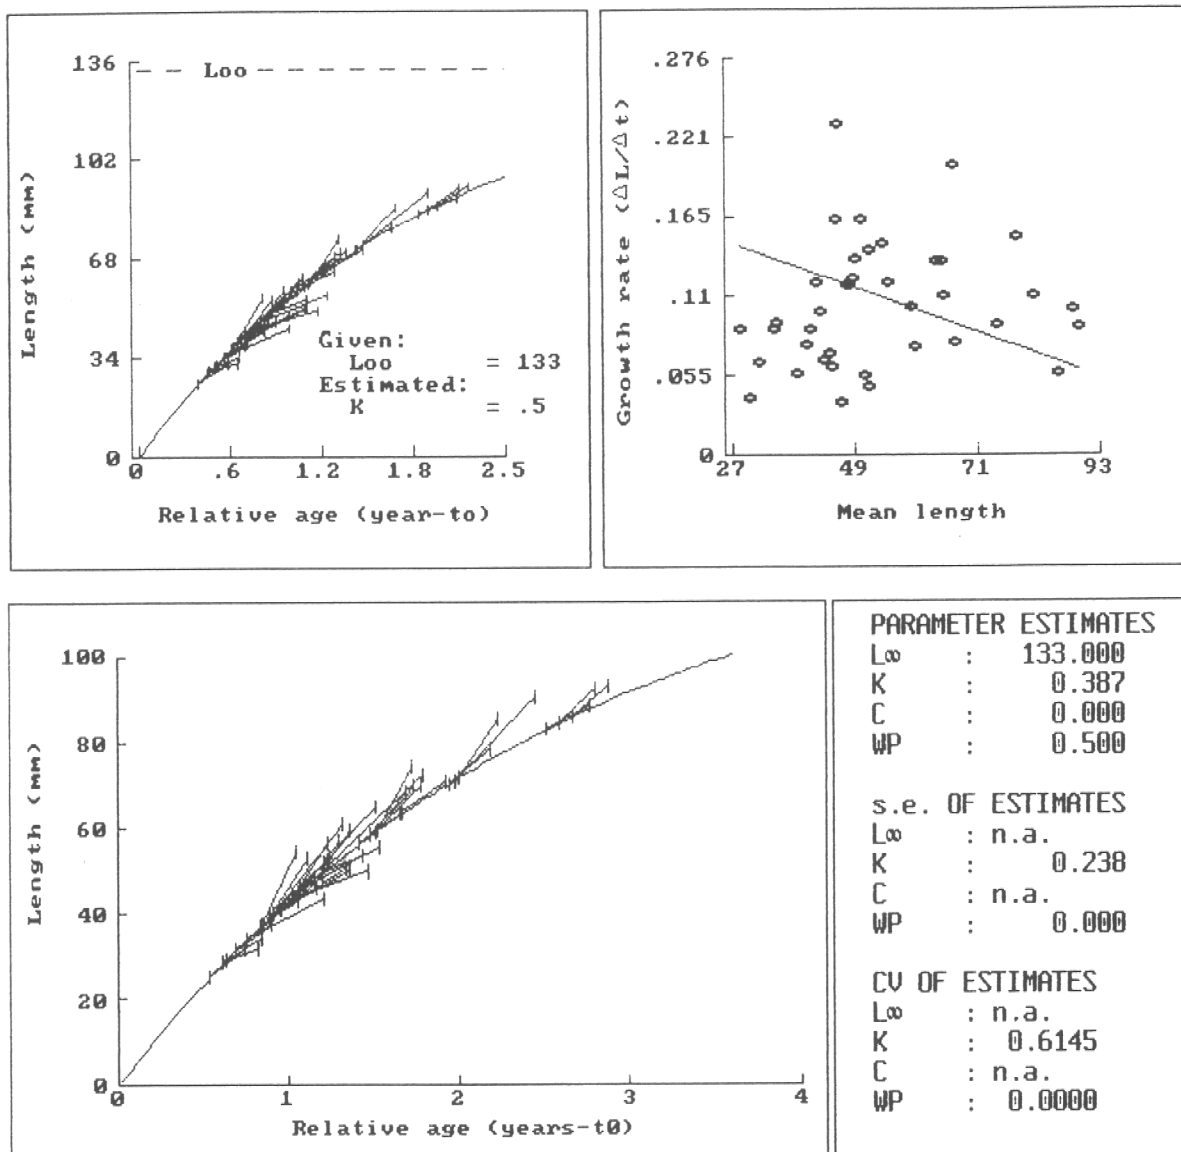 136
Loo
102
68
34
0
Length (mm)
Given:
Loo = 133
Estimated:
K = .5
0 .6 1.2 1.8 2.5
Relative age (year-to)
.276
.221
.165
.11
.055
0
Growth rate (△L/△t)
27 49 71 93
Mean length
100
80
60
40
20
0
Length (mm)
0 1 2 3 4
Relative age (years-t0)
PARAMETER ESTIMATES
L∞ : 133.000
K : 0.387
C : 0.000
WP : 0.500
s.e. OF ESTIMATES
L∞ : n.a.
K : 0.238
C : n.a.
WP : 0.000
CV OF ESTIMATES
L∞ : n.a.
K : 0.6145
C : n.a.
WP : 0.0000